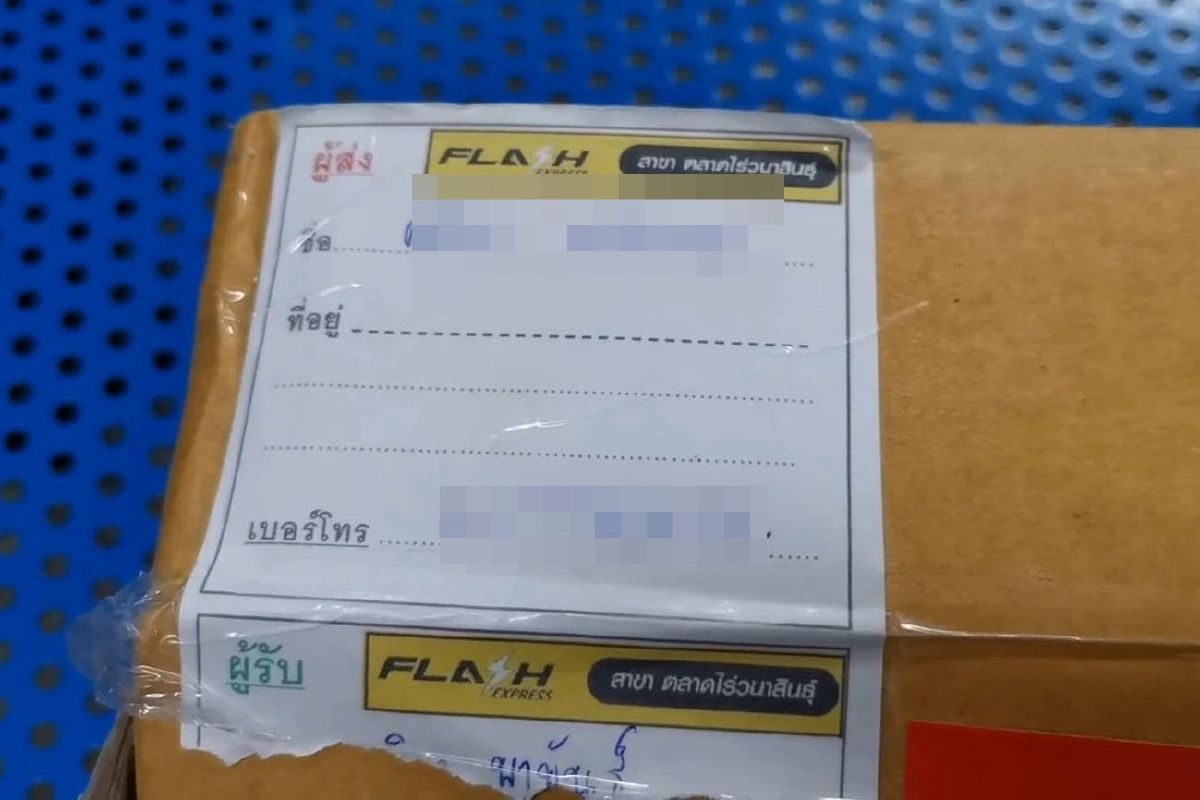 ผู้ส่ง FLASH EXPRESS สาขา ตลาดไร่วนาสินธุ์
ชื่อ
ที่อยู่
เบอร์โทร
ผู้รับ FLASH EXPRESS สาขา ตลาดไร่วนาสินธุ์